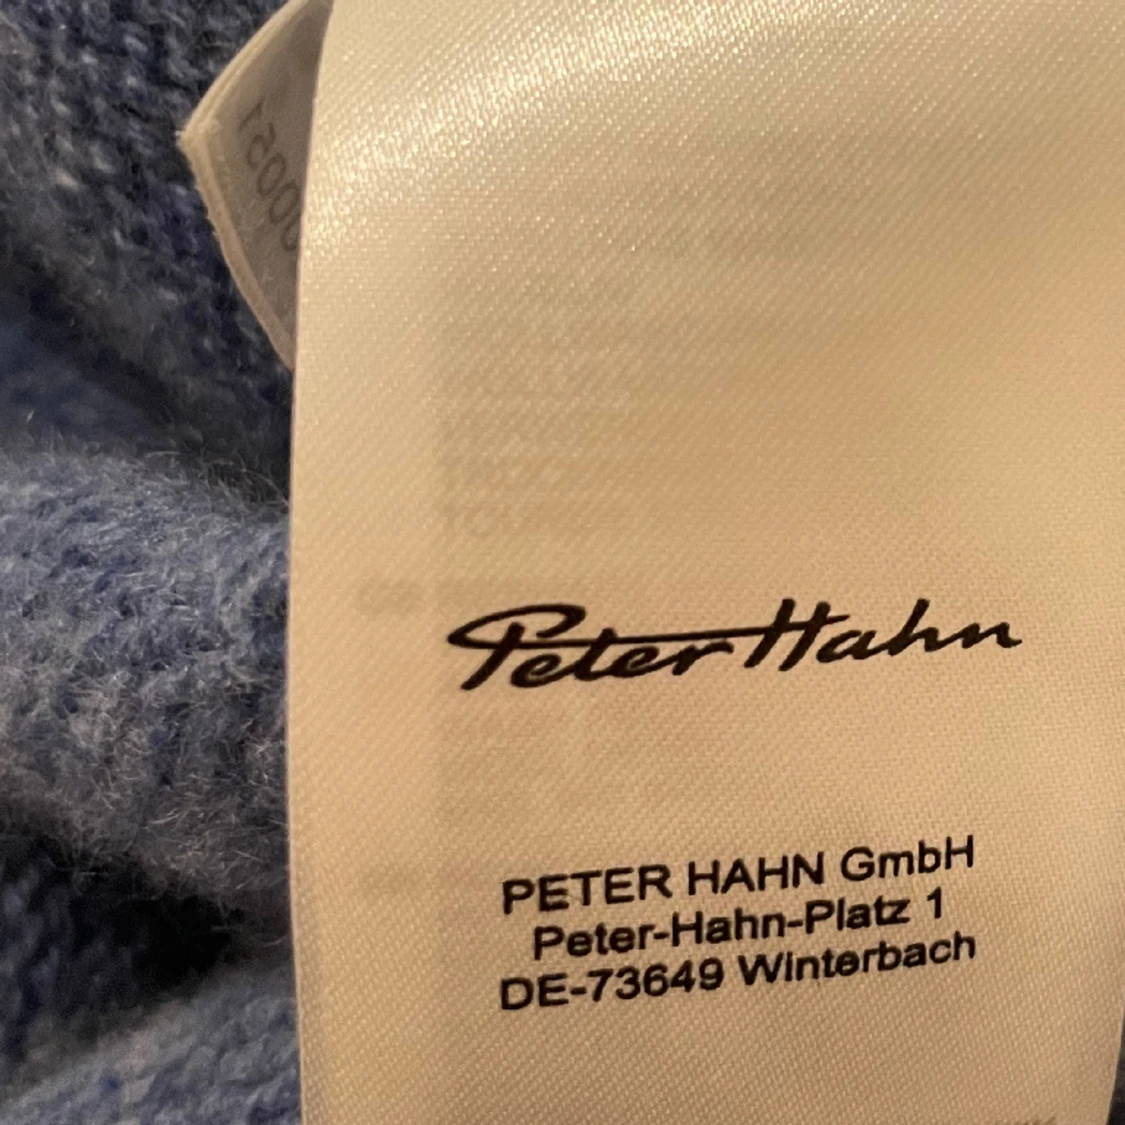 Peter Hahn
PETER HAHN GmbH
Peter-Hahn-Platz 1
DE-73649 Winterbach